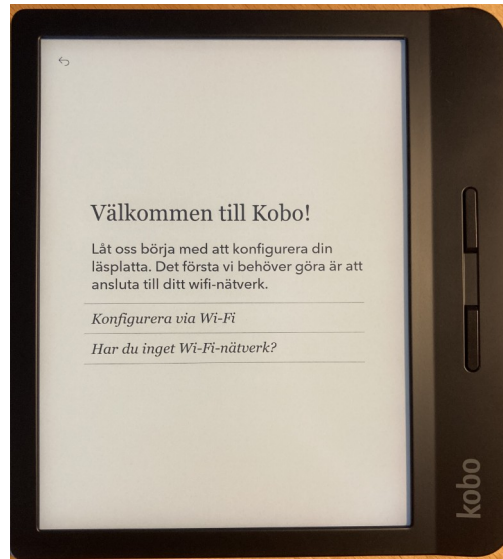 Välkommen till Kobo!
Låt oss börja med att konfigurera din
läsplatta. Det första vi behöver göra är att
ansluta till ditt wifi-nätverk.
Konfigurera via Wi-Fi
Har du inget Wi-Fi-nätverk?
kobo